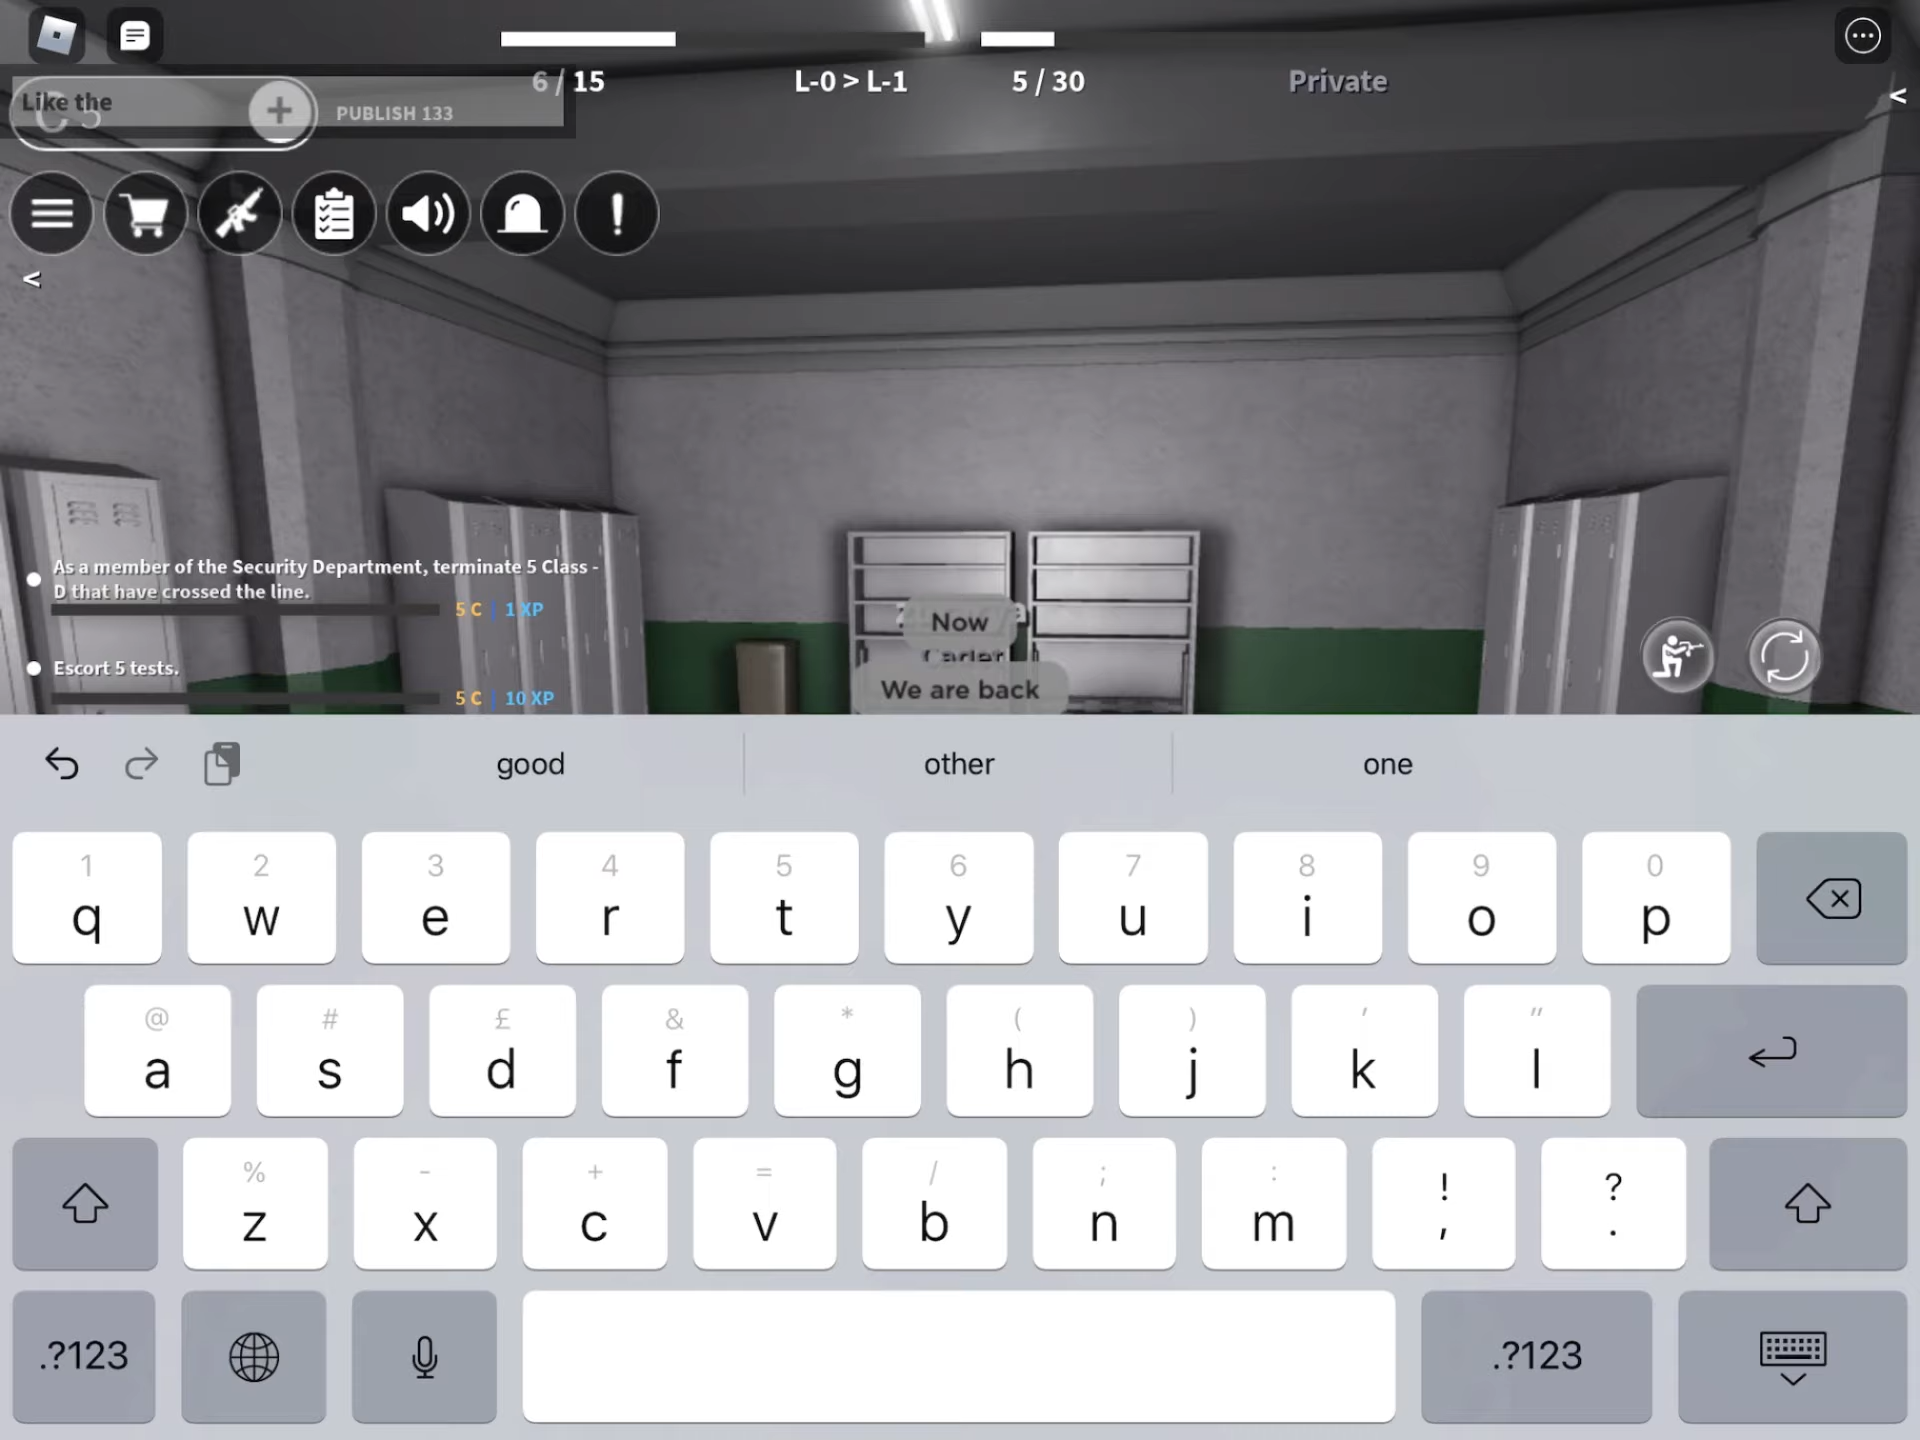 6 / 15
L-0 > L-1
5 / 30
Private
<
Like the
C 5
+
PUBLISH 133
<
As a member of the Security Department, terminate 5 Class -
D that have crossed the line.
5 C | 1 XP
Escort 5 tests.
5 C | 10 XP
Now
Cadet
We are back
good
other
one
1 2 3 4 5 6 7 8 9 0
q w e r t y u i o p
@ # £ & * ( ) ' "
a s d f g h j k l
% - + = / ; : ! ?
z x c v b n m , .
.?123
.?123